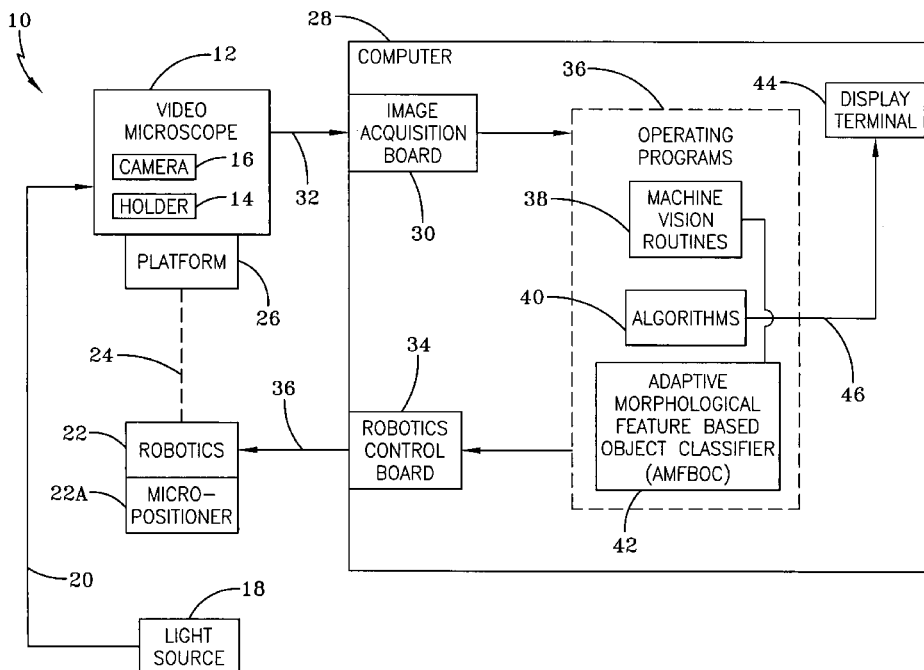 10
12
VIDEO
MICROSCOPE
CAMERA
16
HOLDER
14
PLATFORM
26
24
22
ROBOTICS
22A
MICRO-
POSITIONER
20
18
LIGHT
SOURCE
32
28
COMPUTER
IMAGE
ACQUISITION
BOARD
30
34
ROBOTICS
CONTROL
BOARD
36
36
OPERATING
PROGRAMS
38
MACHINE
VISION
ROUTINES
40
ALGORITHMS
ADAPTIVE
MORPHOLOGICAL
FEATURE BASED
OBJECT CLASSIFIER
(AMFBOC)
42
44
DISPLAY
TERMINAL
46